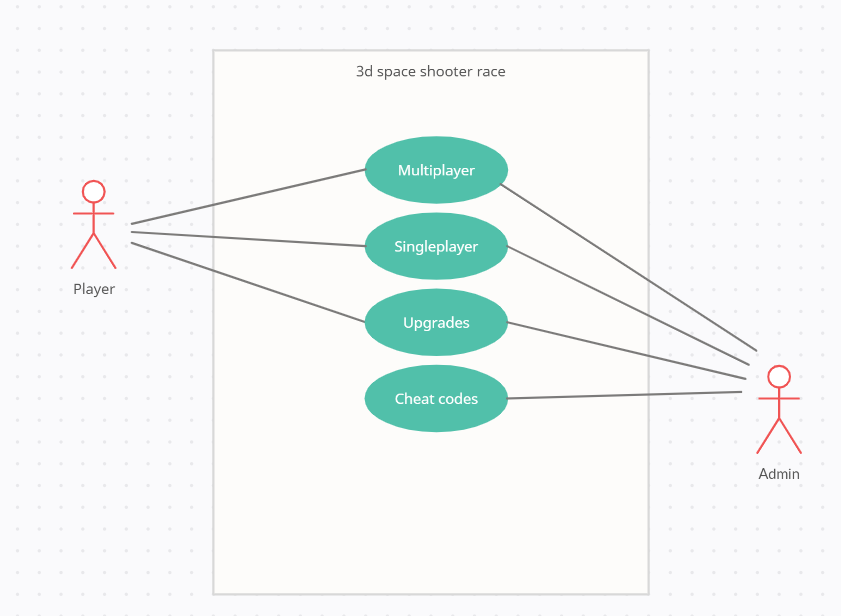 3d space shooter race
Multiplayer
Singleplayer
Player
Upgrades
Cheat codes
Admin